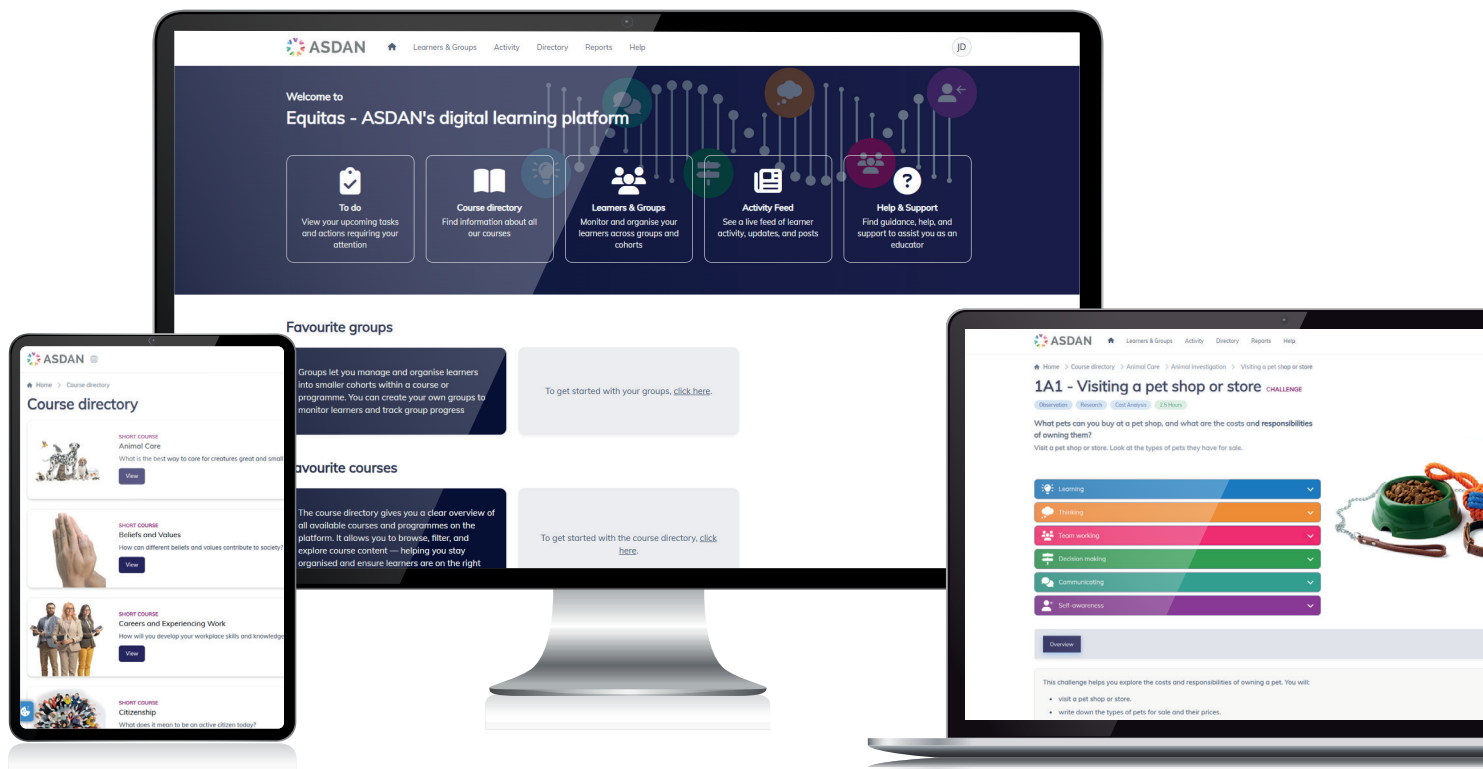 ASDAN
Learners & Groups Activity Directory Reports Help
JD
Welcome to
Equitas - ASDAN's digital learning platform
To do
View your upcoming tasks
and actions requiring your
attention
Course directory
Find information about all
our courses
Learners & Groups
Monitor and organise your
learners across groups and
cohorts
Activity Feed
See a live feed of learner
activity, updates, and posts
Help & Support
Find guidance, help, and
support to assist you as an
educator
Favourite groups
Groups let you manage and organise learners
into smaller cohorts within a course or
programme. You can create your own groups to
monitor learners and track group progress
To get started with your groups, click here.
avourite courses
The course directory gives you a clear overview of
all available courses and programmes on the
platform. It allows you to browse, filter, and
explore course content — helping you stay
organised and ensure learners are on the right
To get started with the course directory, click
here.
ASDAN
Home > Course directory
Course directory
SHORT COURSE
Animal Care
What is the best way to care for creatures great and small
View
SHORT COURSE
Beliefs and Values
How can different beliefs and values contribute to society?
View
SHORT COURSE
Careers and Experiencing Work
How will you develop your workplace skills and knowledge
View
SHORT COURSE
Citizenship
What does it mean to be an active citizen today?
ASDAN
Learners & Groups Activity Directory Reports Help
Home > Course directory > Animal Care > Animal investigation > Visiting a pet shop or store
1A1 - Visiting a pet shop or store CHALLENGE
Observation Research Cost Analysis 2.5 Hours
What pets can you buy at a pet shop, and what are the costs and responsibilities
of owning them?
Visit a pet shop or store. Look at the types of pets they have for sale.
Learning
Thinking
Team working
Decision making
Communicating
Self-awareness
Overview
This challenge helps you explore the costs and responsibilities of owning a pet. You will:
• visit a pet shop or store.
• write down the types of pets for sale and their prices.